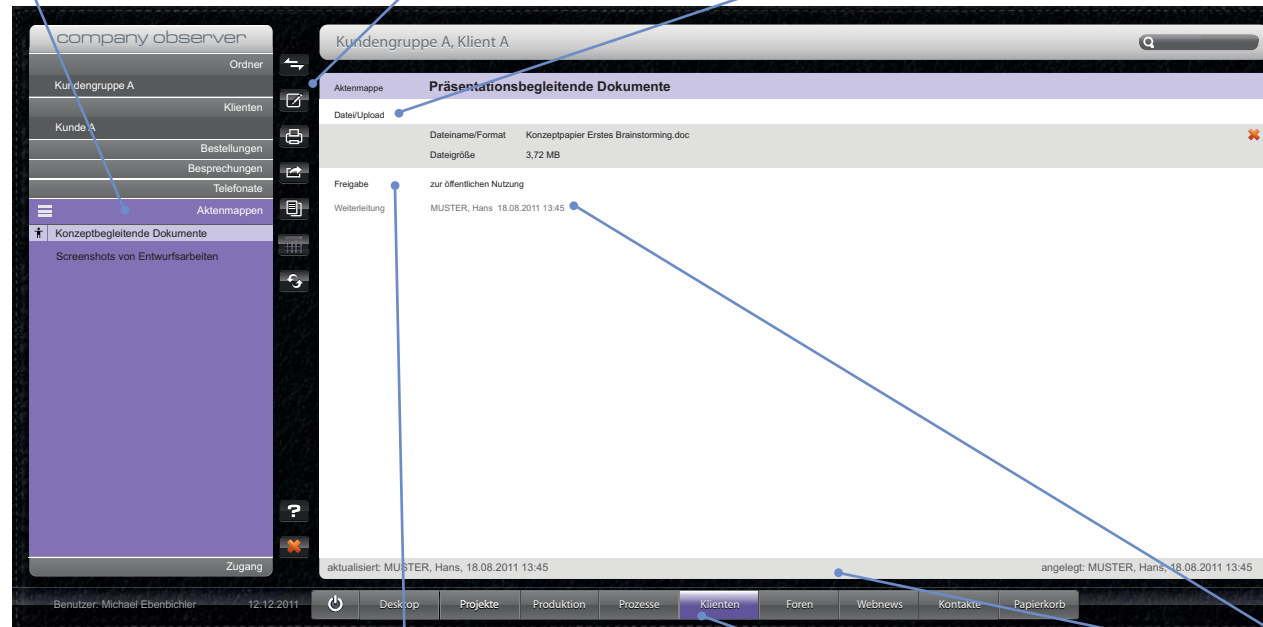 company observer
Ordner
Kundengruppe A
Klienten
Kunde A
Bestellungen
Besprechungen
Telefonate
Aktenmappen
Konzeptbegleitende Dokumente
Screenshots von Entwurfsarbeiten
Zugang
Benutzer: Michael Ebenbichler 12.12.2011
?
Kundengruppe A, Klient A
Aktenmappe Präsentationsbegleitende Dokumente
Datei/Upload
Dateiname/Format Konzeptpapier Erstes Brainstorming.doc
Dateigröße 3,72 MB
Freigabe zur öffentlichen Nutzung
Weiterleitung MUSTER, Hans 18.08.2011 13:45
aktualisiert: MUSTER, Hans, 18.08.2011 13:45 angelegt: MUSTER, Hans, 18.08.2011 13:45
Desktop Projekte Produktion Prozesse Klienten Foren Webnews Kontakte Papierkorb